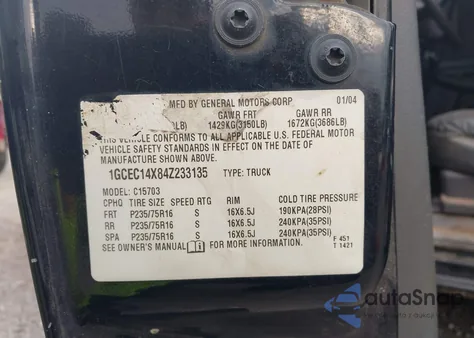 MFD BY GENERAL MOTORS CORP 01/04
GAWR FRT GAWR RR
LB) 1429KG(3150LB) 1672KG(3686LB)
THIS VEHICLE CONFORMS TO ALL APPLICABLE U.S. FEDERAL MOTOR
VEHICLE SAFETY STANDARDS IN EFFECT ON THE DATE OF
MANUFACTURE SHOWN ABOVE.
1GCEC14X84Z233135 TYPE: TRUCK
MODEL: C15703
CPHQ TIRE SIZE SPEED RTG RIM COLD TIRE PRESSURE
FRT P235/75R16 S 16X6.5J 190KPA(28PSI)
RR P235/75R16 S 16X6.5J 240KPA(35PSI)
SPA P235/75R16 S 16X6.5J 240KPA(35PSI)
SEE OWNER'S MANUAL FOR MORE INFORMATION. F 451
T 1421
autoSnap